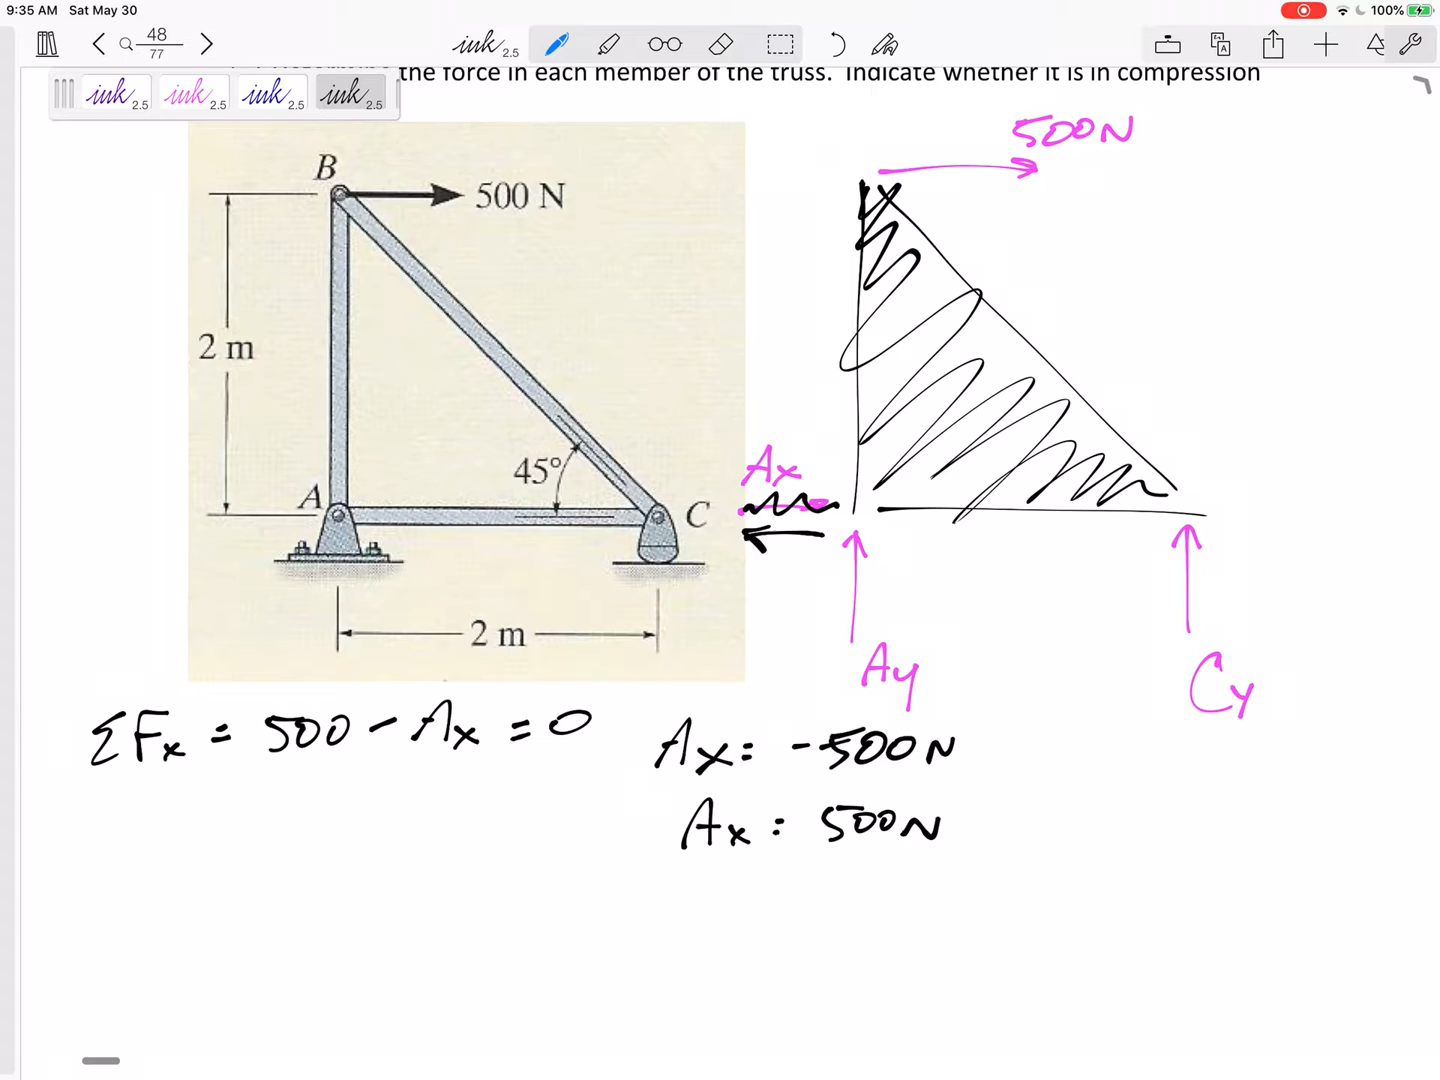 9:35 AM Sat May 30
100%
48
77
ink 2.5
ink 2.5 ink 2.5 ink 2.5 ink 2.5
the force in each member of the truss. Indicate whether it is in compression
500N
B
500 N
2 m
45°
A
C
Ax
2 m
Ay
Cy
ΣFx = 500 - Ax = 0
Ax = -500N
Ax = 500N